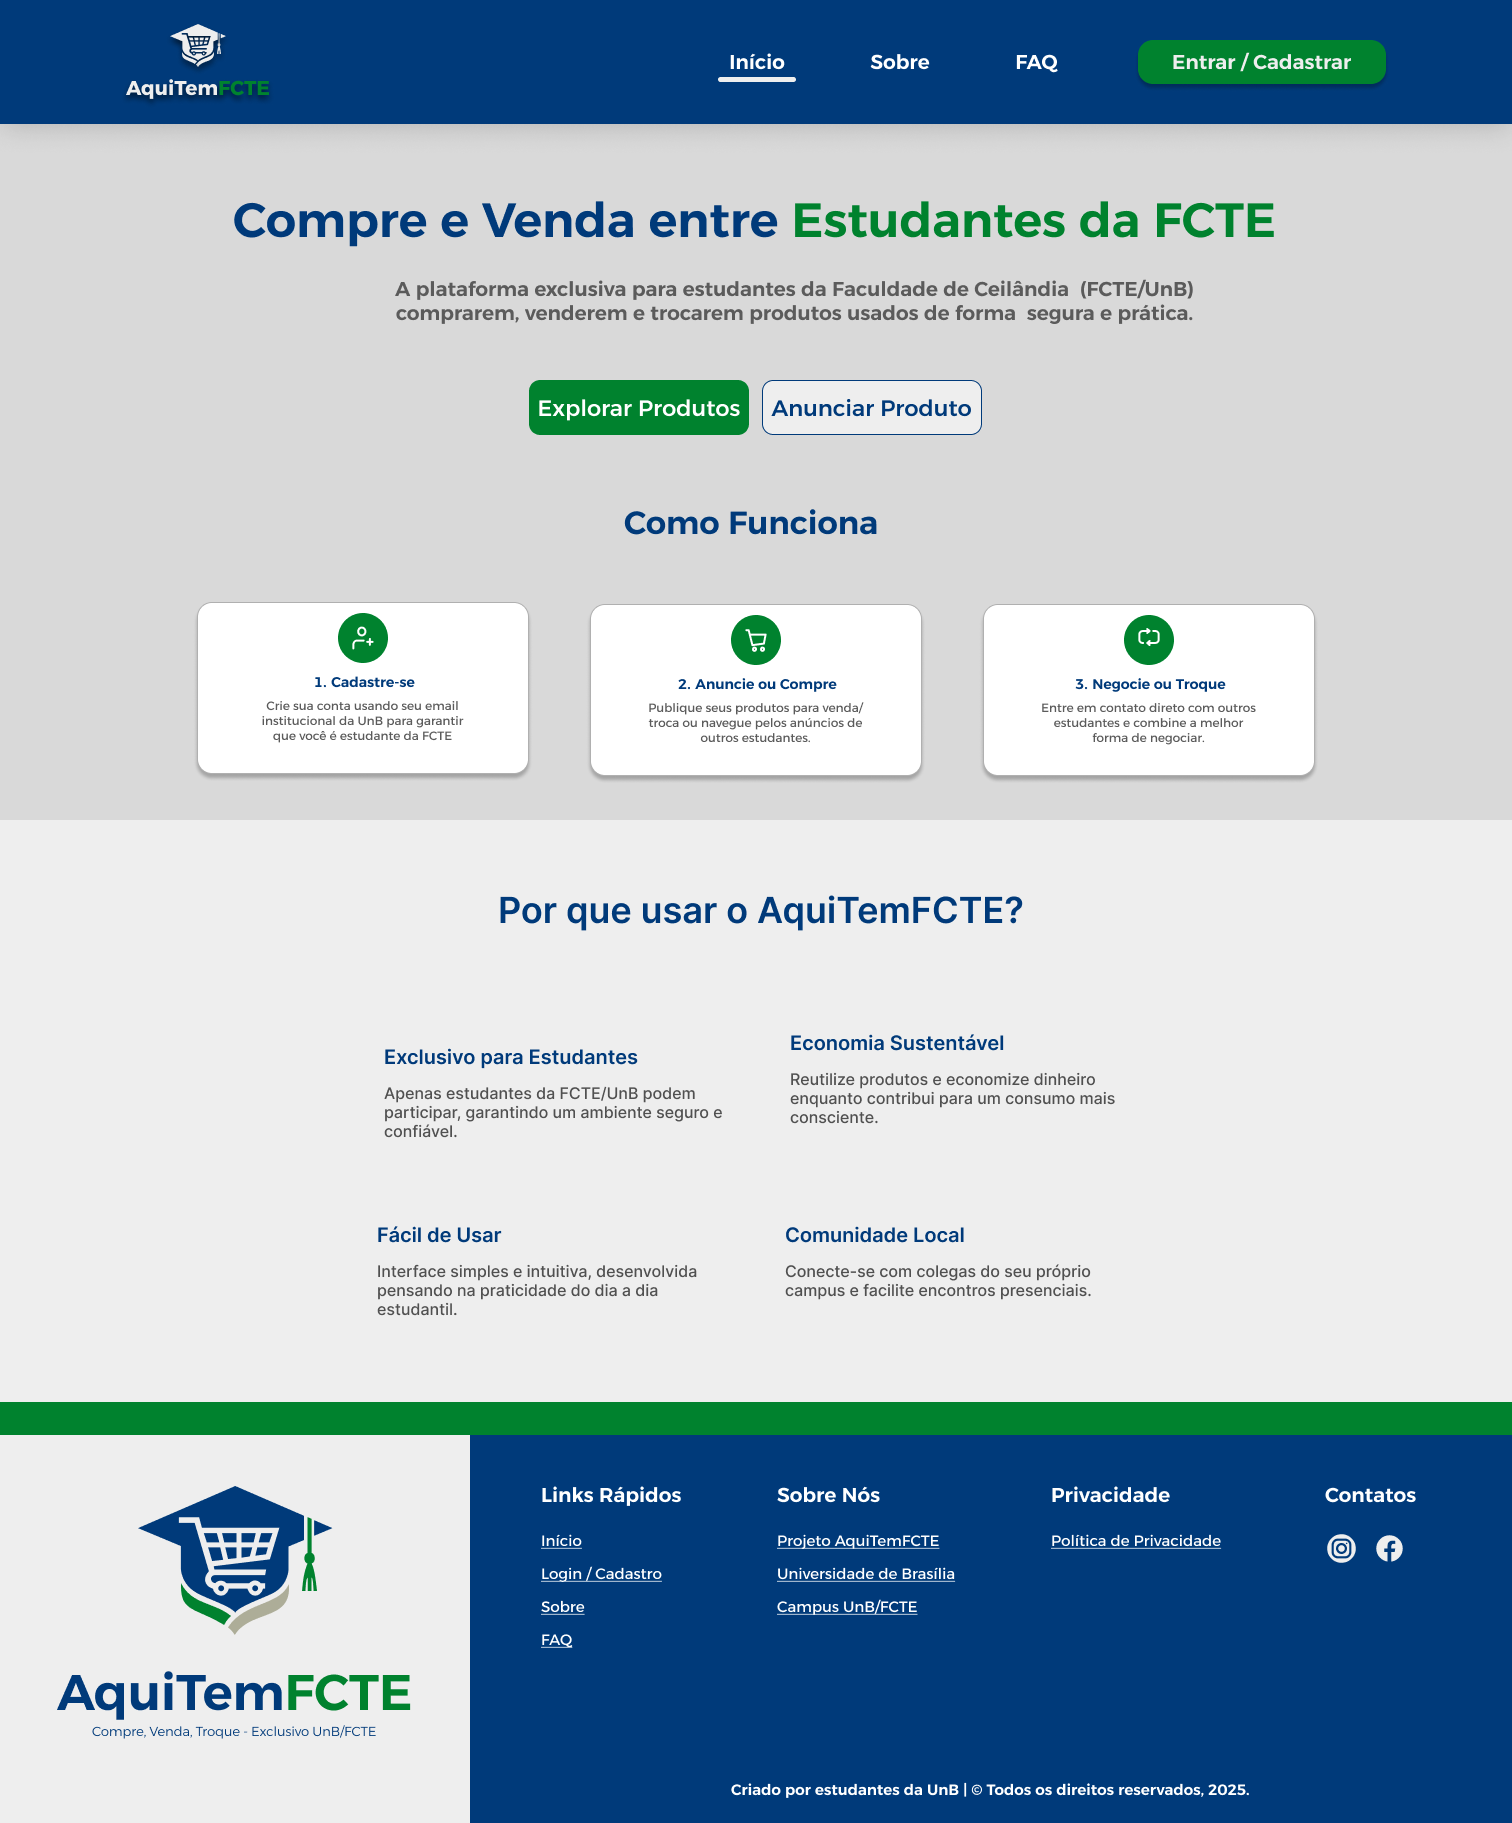 AquiTemFCTE
Início
Sobre
FAQ
Entrar / Cadastrar
Compre e Venda entre Estudantes da FCTE
A plataforma exclusiva para estudantes da Faculdade de Ceilândia (FCTE/UnB)
comprarem, venderem e trocarem produtos usados de forma segura e prática.
Explorar Produtos
Anunciar Produto
Como Funciona
1. Cadastre-se
Crie sua conta usando seu email
institucional da UnB para garantir
que você é estudante da FCTE
2. Anuncie ou Compre
Publique seus produtos para venda/
troca ou navegue pelos anúncios de
outros estudantes.
3. Negocie ou Troque
Entre em contato direto com outros
estudantes e combine a melhor
forma de negociar.
Por que usar o AquiTemFCTE?
Exclusivo para Estudantes
Apenas estudantes da FCTE/UnB podem
participar, garantindo um ambiente seguro e
confiável.
Economia Sustentável
Reutilize produtos e economize dinheiro
enquanto contribui para um consumo mais
consciente.
Fácil de Usar
Interface simples e intuitiva, desenvolvida
pensando na praticidade do dia a dia
estudantil.
Comunidade Local
Conecte-se com colegas do seu próprio
campus e facilite encontros presenciais.
AquiTemFCTE
Compre, Venda, Troque - Exclusivo UnB/FCTE
Links Rápidos
Início
Login / Cadastro
Sobre
FAQ
Sobre Nós
Projeto AquiTemFCTE
Universidade de Brasília
Campus UnB/FCTE
Privacidade
Política de Privacidade
Contatos
Criado por estudantes da UnB | © Todos os direitos reservados, 2025.